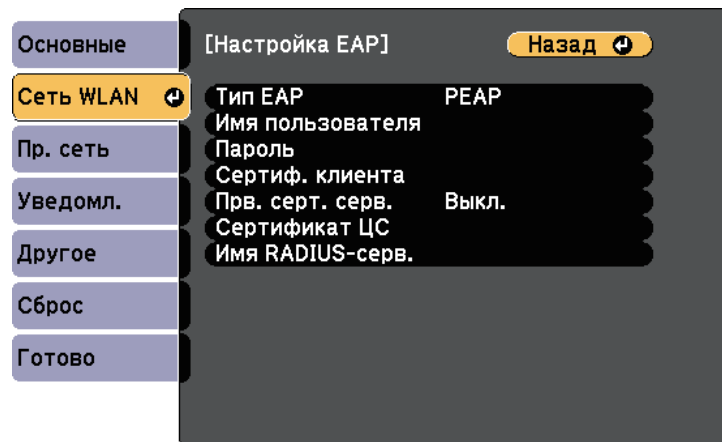 Основные
Сеть WLAN
Пр. сеть
Уведомл.
Другое
Сброс
Готово
[Настройка EAP]
Назад
Тип EAP PEAP
Имя пользователя
Пароль
Сертиф. клиента
Прв. серт. серв. Выкл.
Сертификат ЦС
Имя RADIUS-серв.